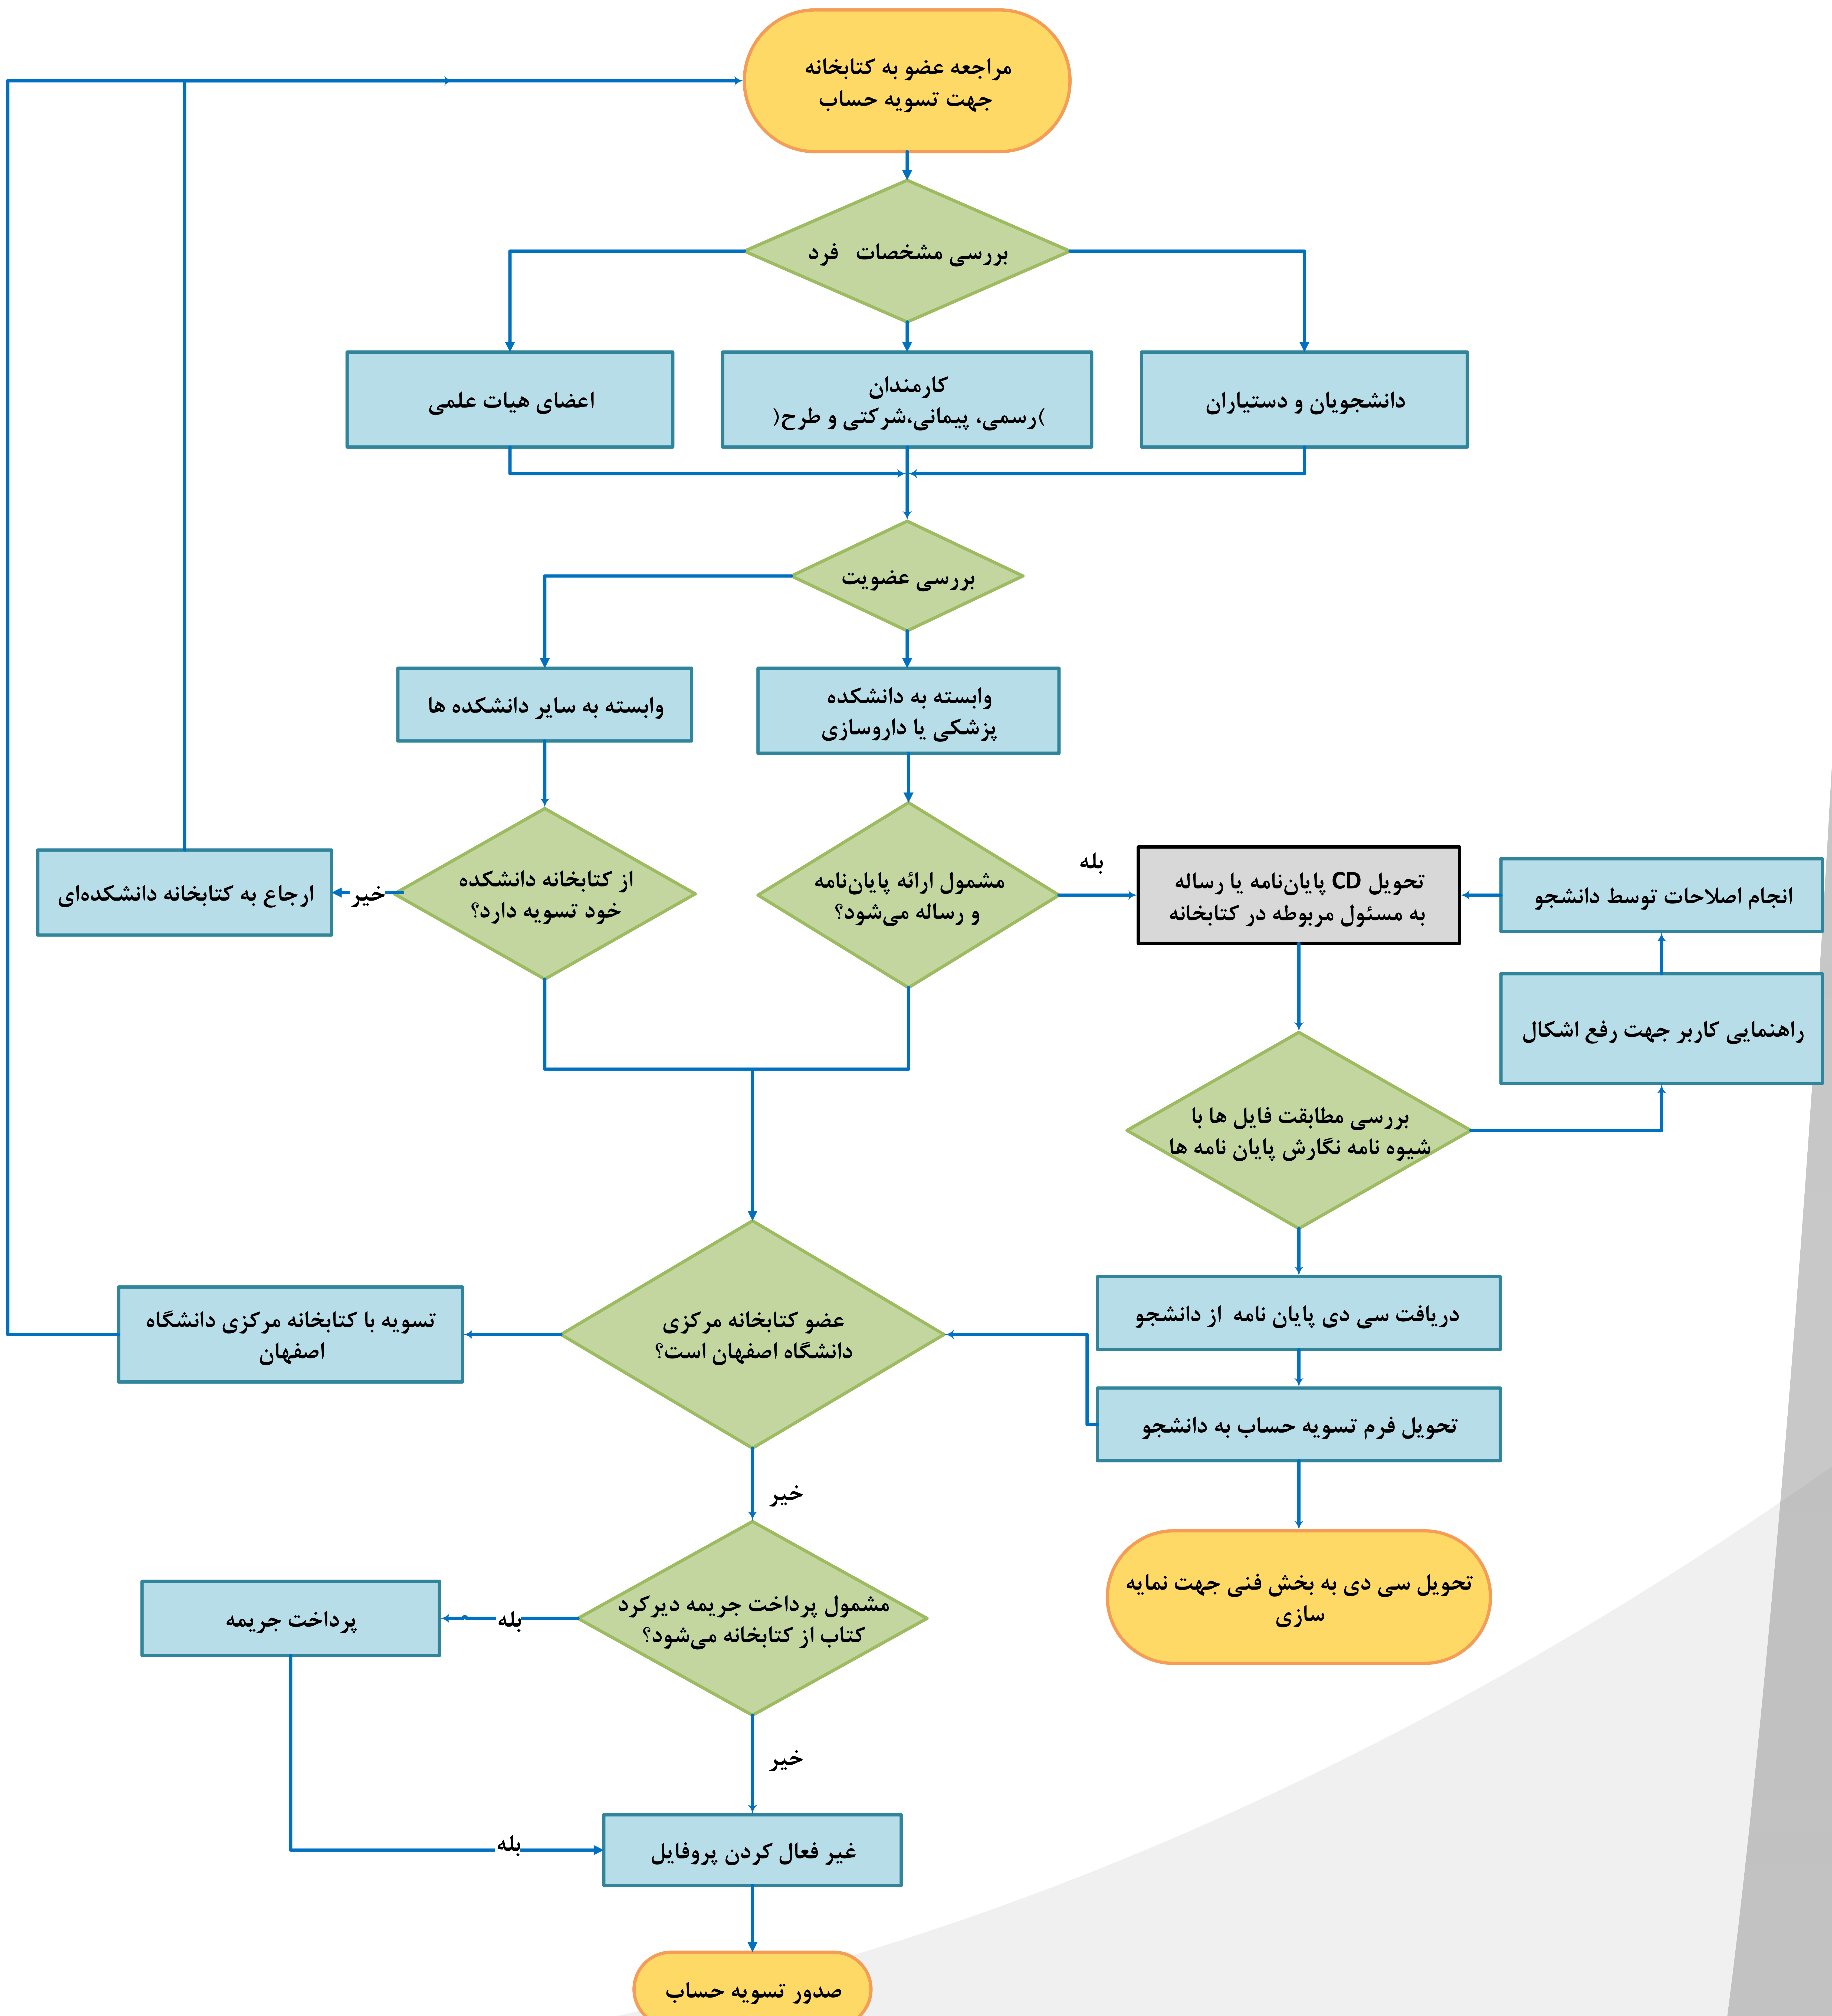 مراجعه عضو به کتابخانه
جهت تسویه حساب
بررسی مشخصات فرد
دانشجویان و دستیاران
کارمندان
)رسمی، پیمانی،شرکتی و طرح(
اعضای هیات علمی
بررسی عضویت
وابسته به دانشکده
پزشکی یا داروسازی
وابسته به سایر دانشکده ها
انجام اصلاحات توسط دانشجو
تحویل CD پایان‌نامه یا رساله
به مسئول مربوطه در کتابخانه
بله
مشمول ارائه پایان‌نامه
و رساله می‌شود؟
از کتابخانه دانشکده
خود تسویه دارد؟
خیر
ارجاع به کتابخانه دانشکده‌ای
راهنمایی کاربر جهت رفع اشکال
بررسی مطابقت فایل ها با
شیوه نامه نگارش پایان نامه ها
دریافت سی دی پایان نامه از دانشجو
عضو کتابخانه مرکزی
دانشگاه اصفهان است؟
تسویه با کتابخانه مرکزی دانشگاه
اصفهان
تحویل فرم تسویه حساب به دانشجو
خیر
تحویل سی دی به بخش فنی جهت نمایه
سازی
مشمول پرداخت جریمه دیرکرد
کتاب از کتابخانه می‌شود؟
بله
پرداخت جریمه
خیر
بله
غیر فعال کردن پروفایل
صدور تسویه حساب